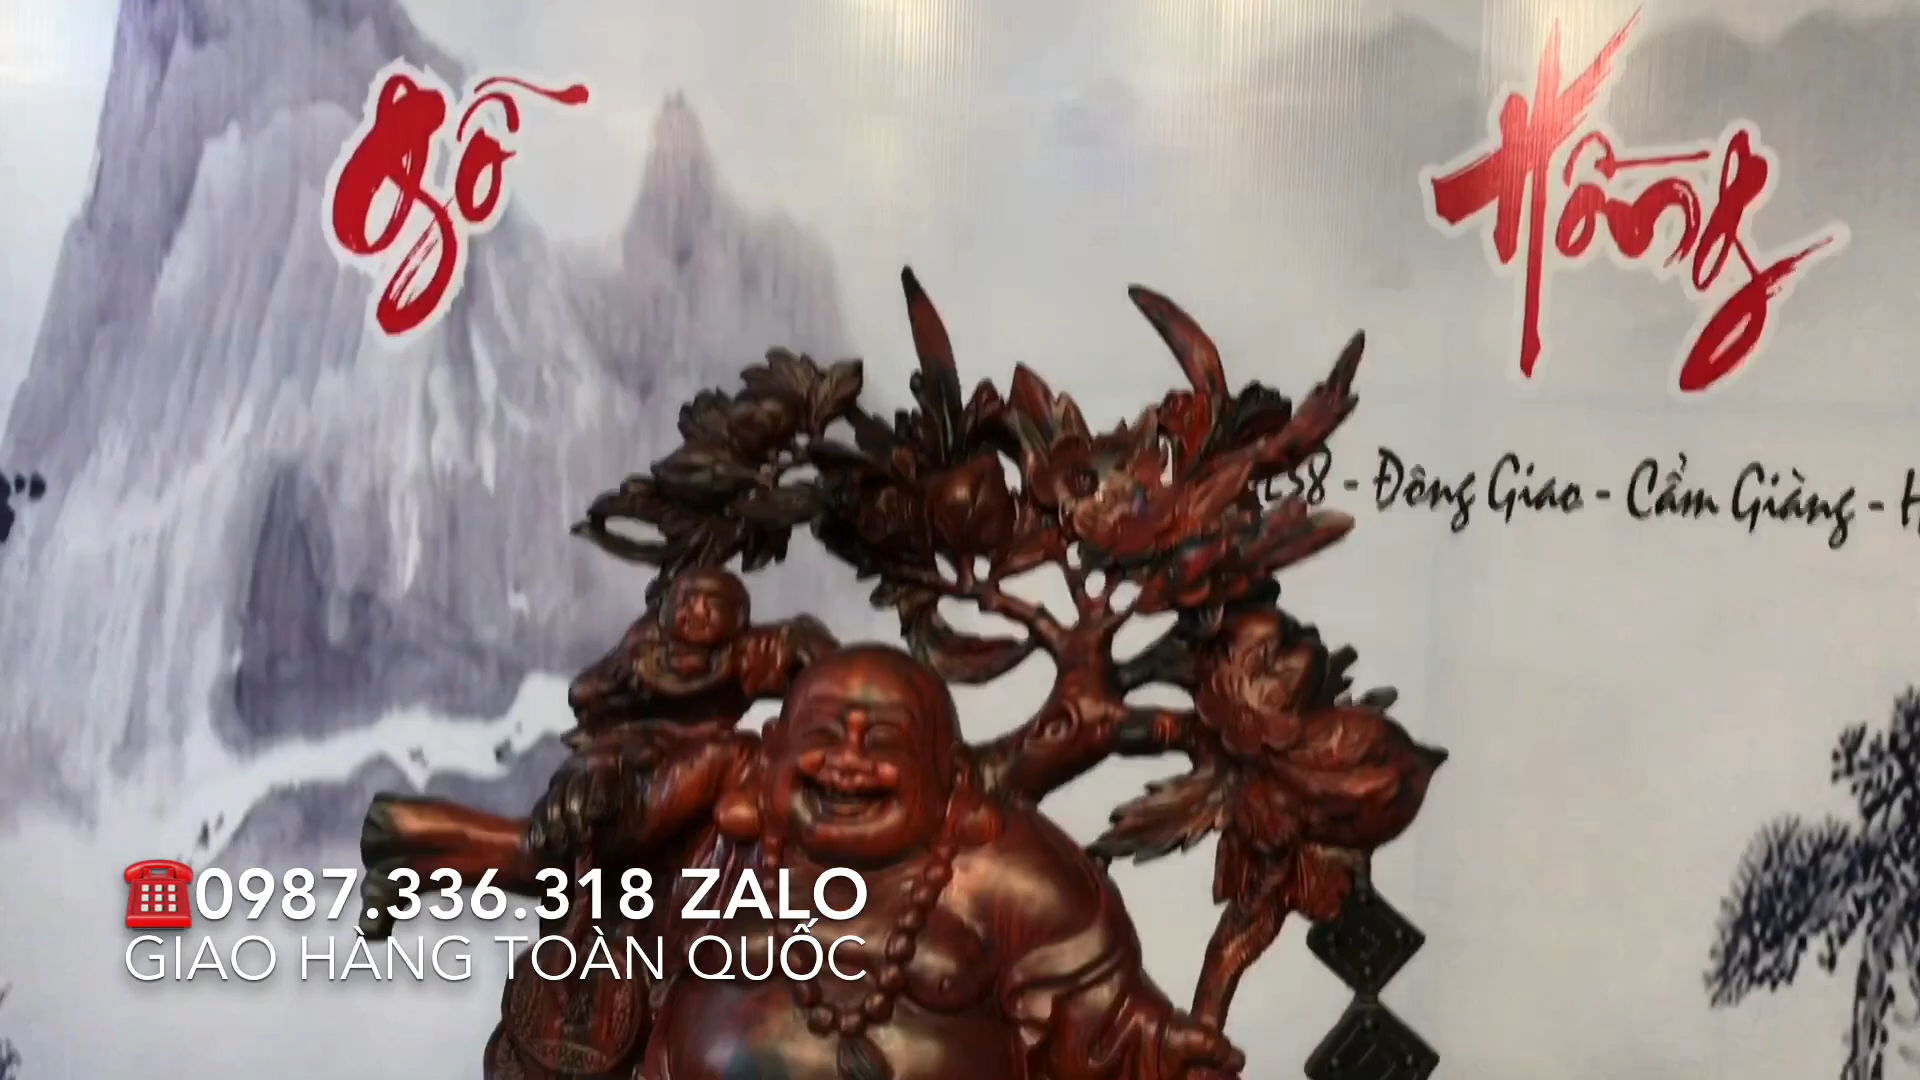 Gỗ Hồng
58 - Đông Giao - Cẩm Giàng -
☎0987.336.318 ZALO
GIAO HÀNG TOÀN QUỐC